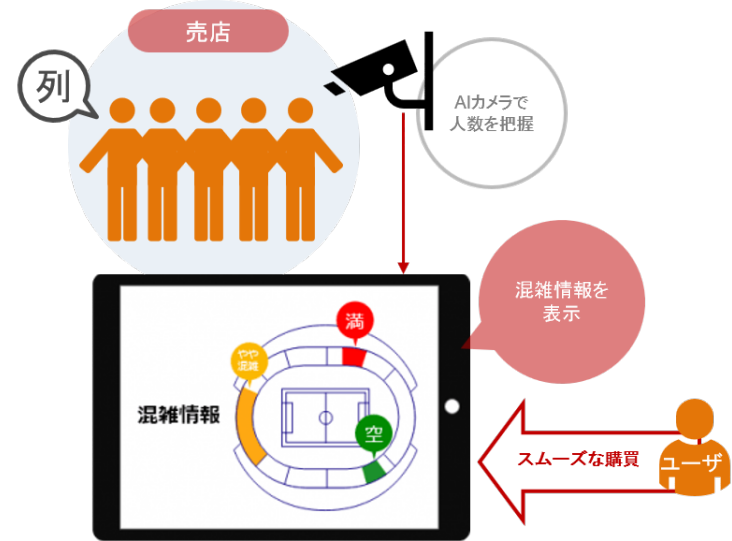 売店
列
AIカメラで
人数を把握
混雑情報を
表示
満
やや
混雑
混雑情報
空
スムーズな購買
ユーザ